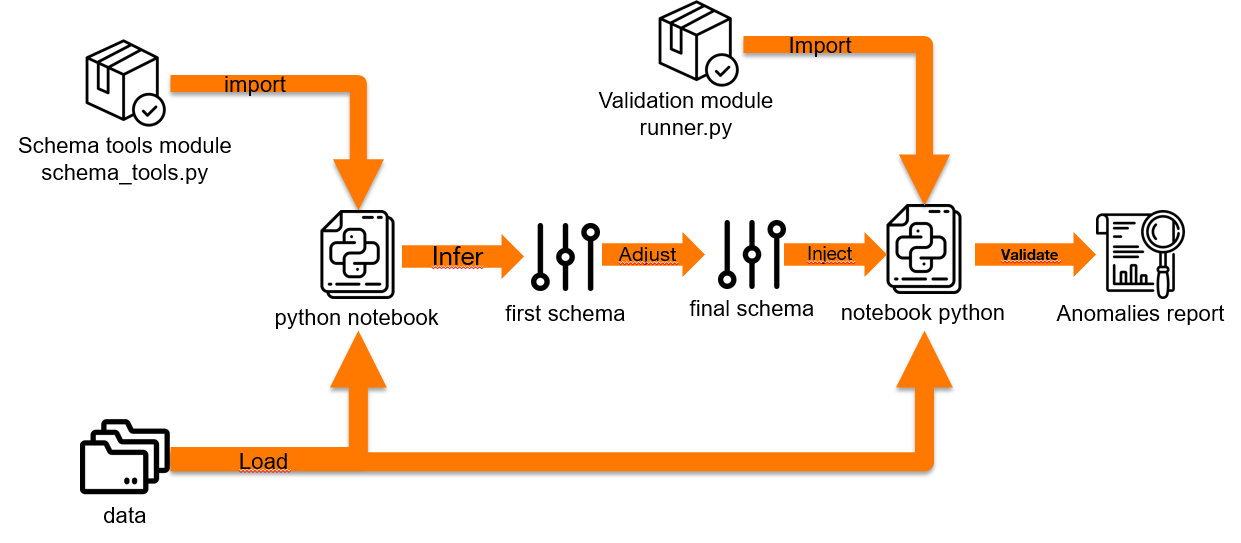 import
Import
Schema tools module
schema_tools.py
Validation module
runner.py
Infer
Adjust
Inject
Validate
python notebook
first schema
final schema
notebook python
Anomalies report
Load
data